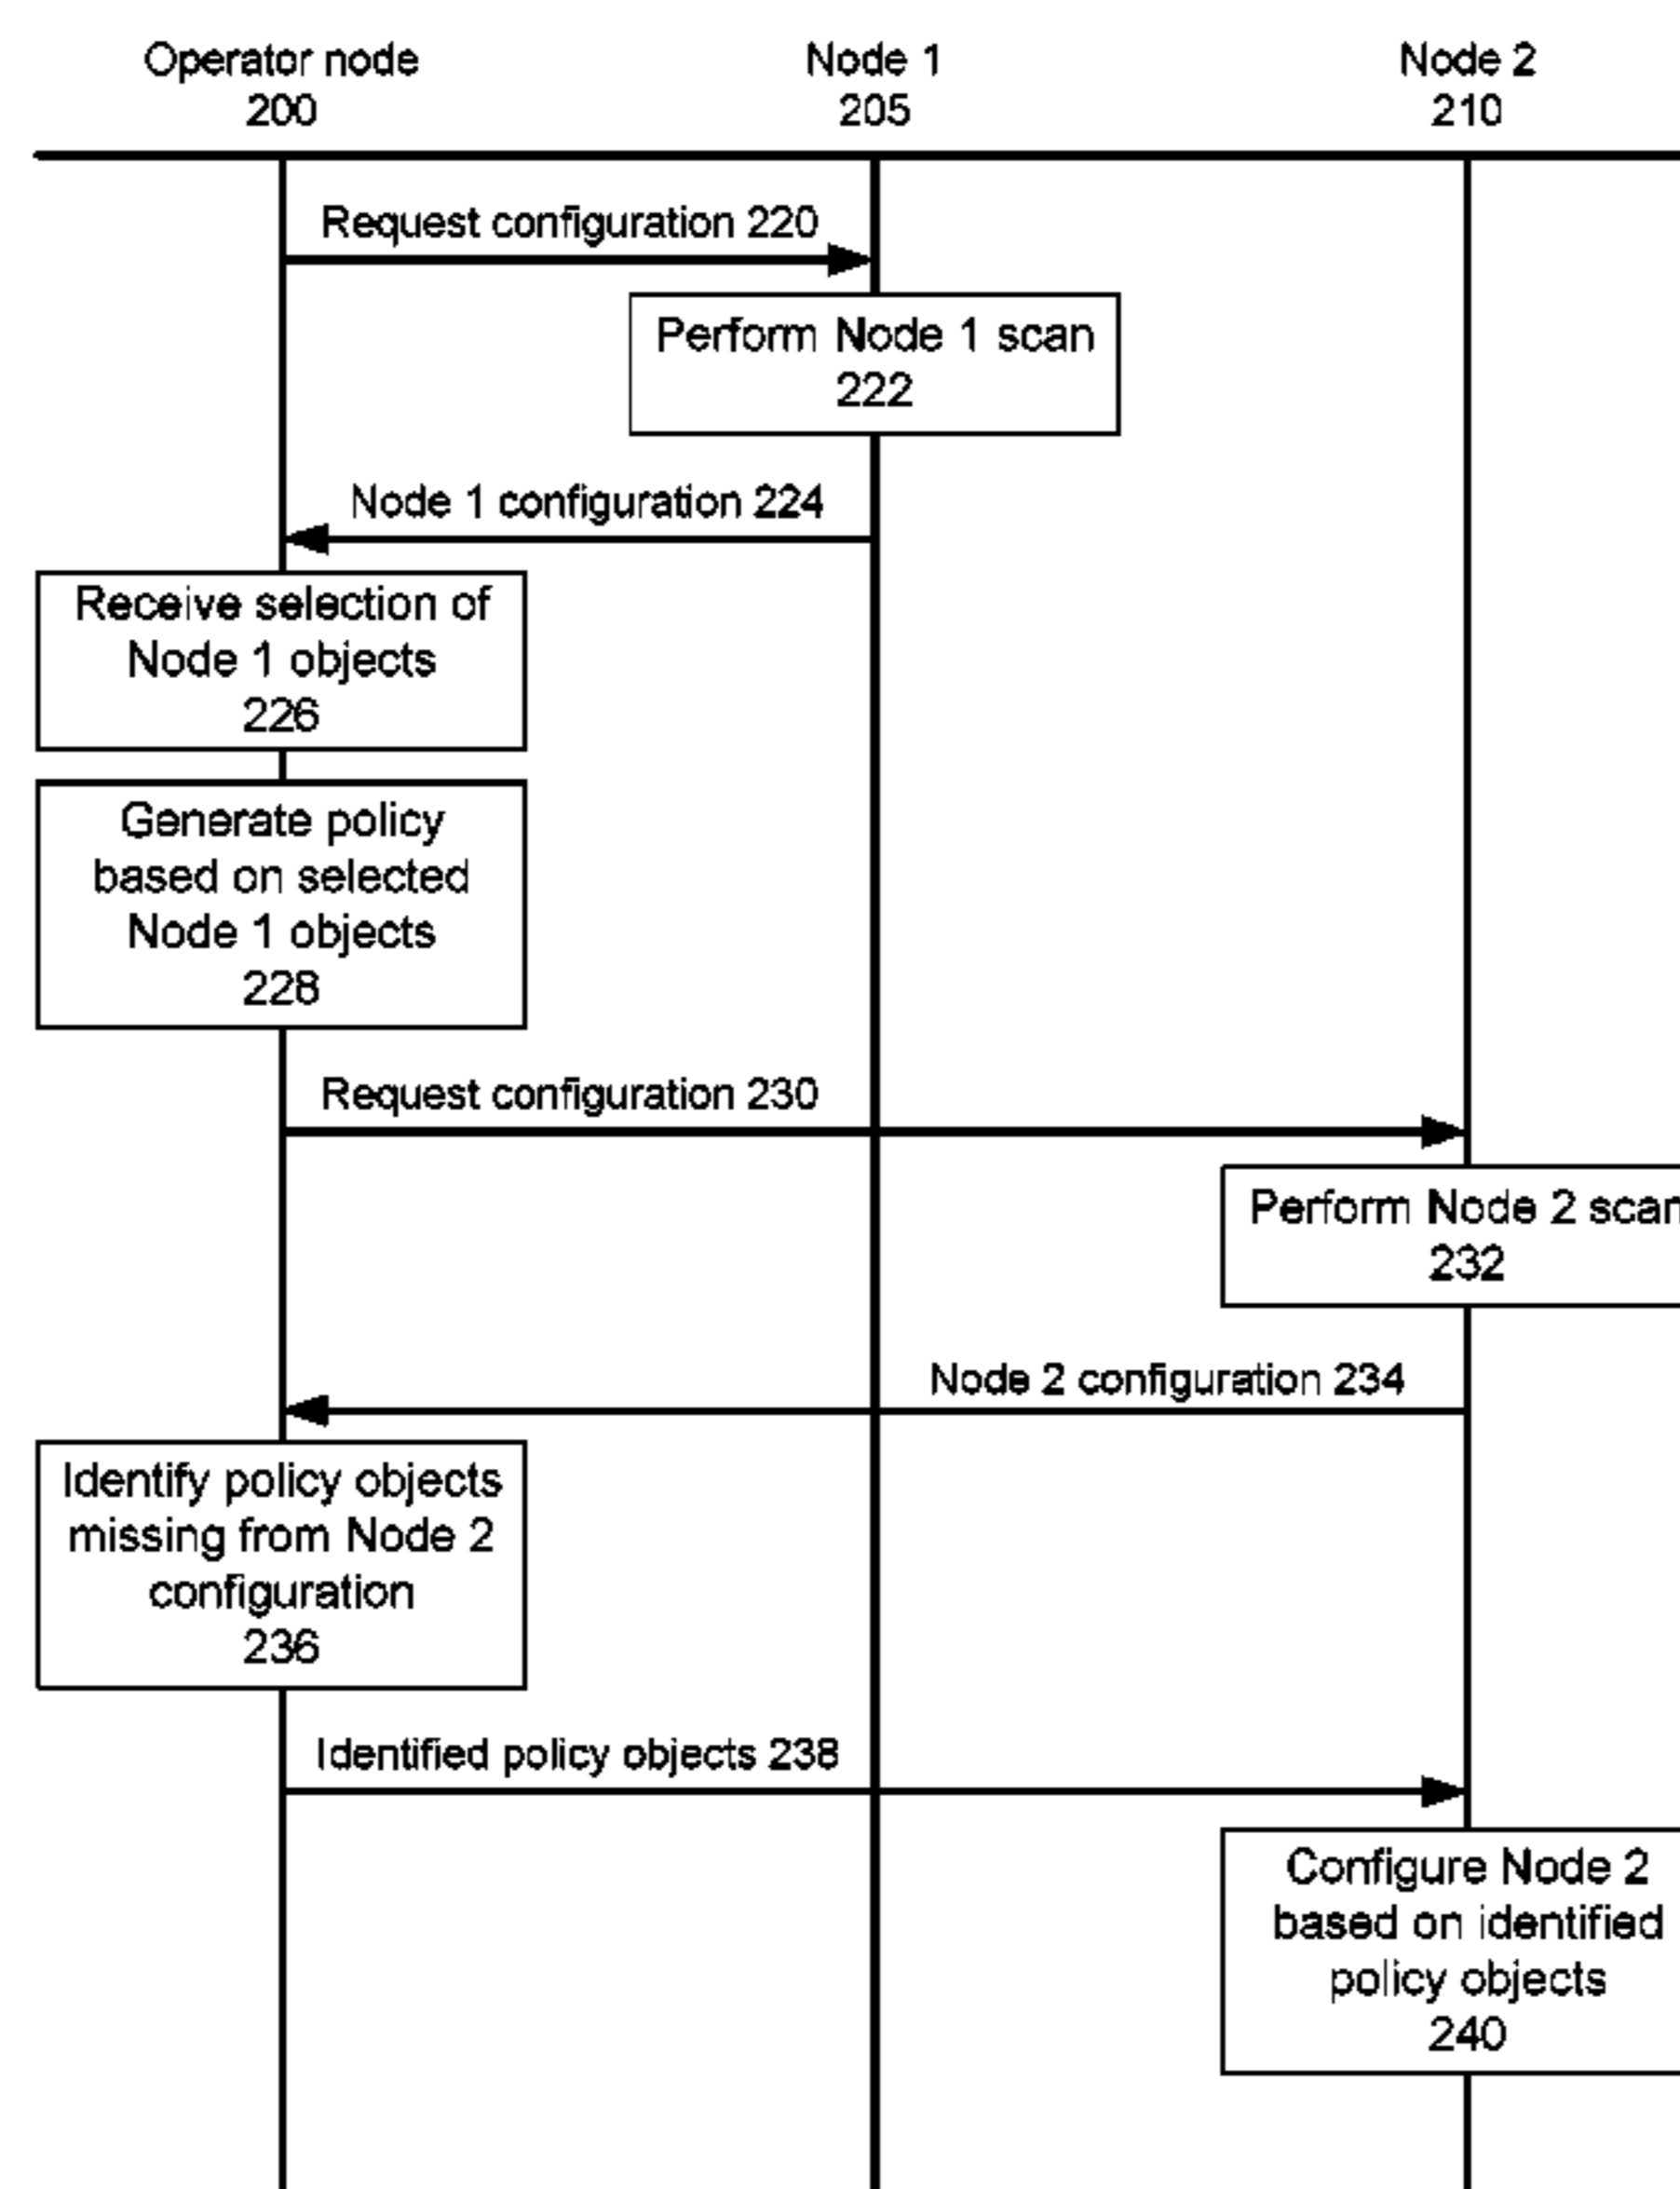 Operator node
200
Node 1
205
Node 2
210
Request configuration 220
Perform Node 1 scan
222
Node 1 configuration 224
Receive selection of
Node 1 objects
226
Generate policy
based on selected
Node 1 objects
228
Request configuration 230
Perform Node 2 scan
232
Node 2 configuration 234
Identify policy objects
missing from Node 2
configuration
236
Identified policy objects 238
Configure Node 2
based on identified
policy objects
240